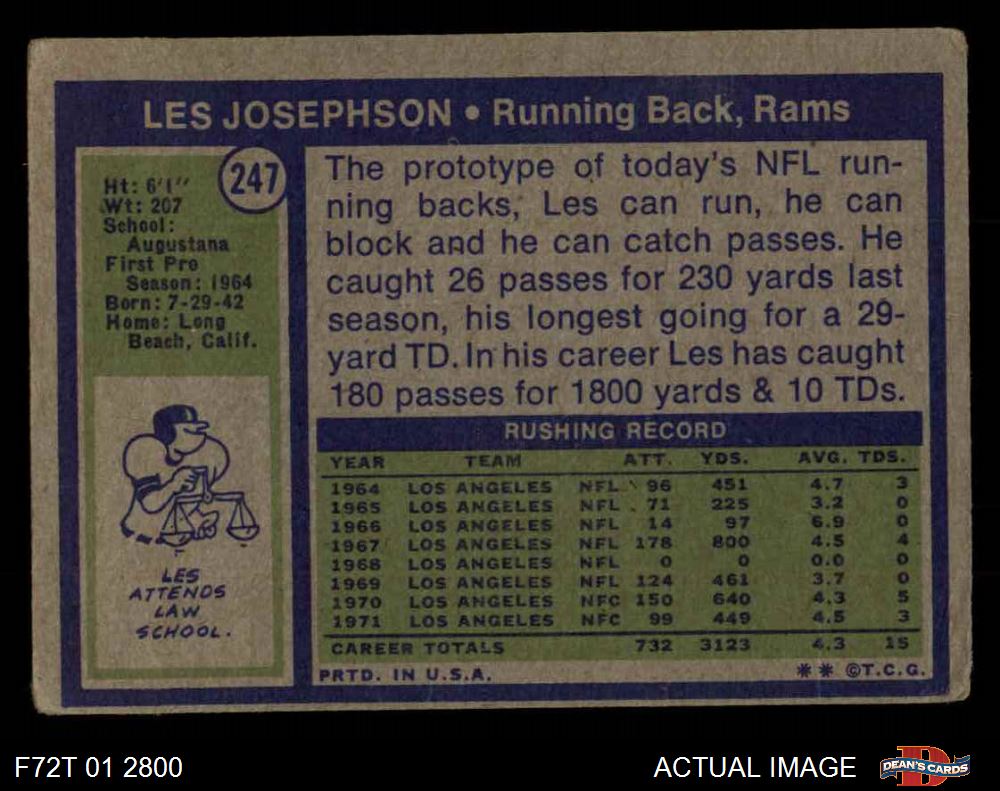 LES JOSEPHSON • Running Back, Rams
247
Ht: 6'1"
Wt: 207
School:
Augustana
First Pro
Season: 1964
Born: 7-29-42
Home: Long
Beach, Calif.
LES
ATTENDS
LAW
SCHOOL.
The prototype of today's NFL run-
ning backs, Les can run, he can
block and he can catch passes. He
caught 26 passes for 230 yards last
season, his longest going for a 29-
yard TD. In his career Les has caught
180 passes for 1800 yards & 10 TDs.
RUSHING RECORD
YEAR TEAM ATT. YDS. AVG. TDS.
1964 LOS ANGELES NFL 96 451 4.7 3
1965 LOS ANGELES NFL 71 225 3.2 0
1966 LOS ANGELES NFL 14 97 6.9 0
1967 LOS ANGELES NFL 178 800 4.5 4
1968 LOS ANGELES NFL 0 0 0.0 0
1969 LOS ANGELES NFL 124 461 3.7 0
1970 LOS ANGELES NFC 150 640 4.3 5
1971 LOS ANGELES NFC 99 449 4.5 3
CAREER TOTALS 732 3123 4.3 15
PRTD. IN U.S.A. ** ©T.C.G.
F72T 01 2800
ACTUAL IMAGE
D
DEAN'S CARDS